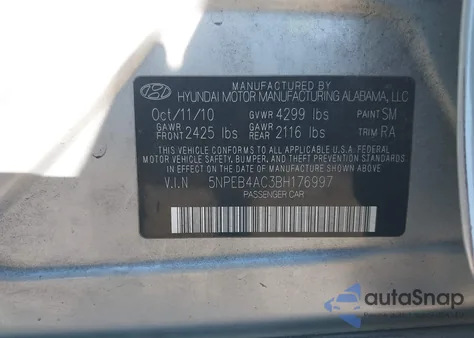 MANUFACTURED BY
HYUNDAI MOTOR MANUFACTURING ALABAMA, LLC
Oct/11/10 GVWR 4299 lbs PAINT SM
GAWR FRONT 2425 lbs GAWR REAR 2116 lbs TRIM RA
THIS VEHICLE CONFORMS TO ALL APPLICABLE U.S.A FEDERAL
MOTOR VEHICLE SAFETY, BUMPER, AND THEFT PREVENTION
STANDARDS IN EFFECT ON THE DATE OF MANUFACTURE SHOWN
ABOVE.
V.I.N 5NPEB4AC3BH176997
PASSENGER CAR
autoSnap